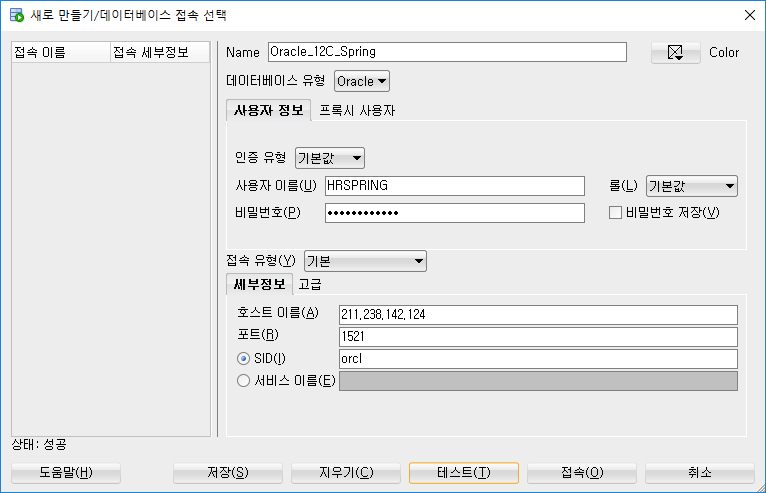 새로 만들기/데이터베이스 접속 선택
접속 이름 접속 세부정보
Name Oracle_12C_Spring Color
데이터베이스 유형 Oracle
사용자 정보 프록시 사용자
인증 유형 기본값
사용자 이름(U) HRSPRING 롤(L) 기본값
비밀번호(P) •••••••••••• 비밀번호 저장(V)
접속 유형(Y) 기본
세부정보 고급
호스트 이름(A) 211,238,142,124
포트(R) 1521
SID(I) orcl
서비스 이름(E)
상태: 성공
도움말(H) 저장(S) 지우기(C) 테스트(T) 접속(O) 취소